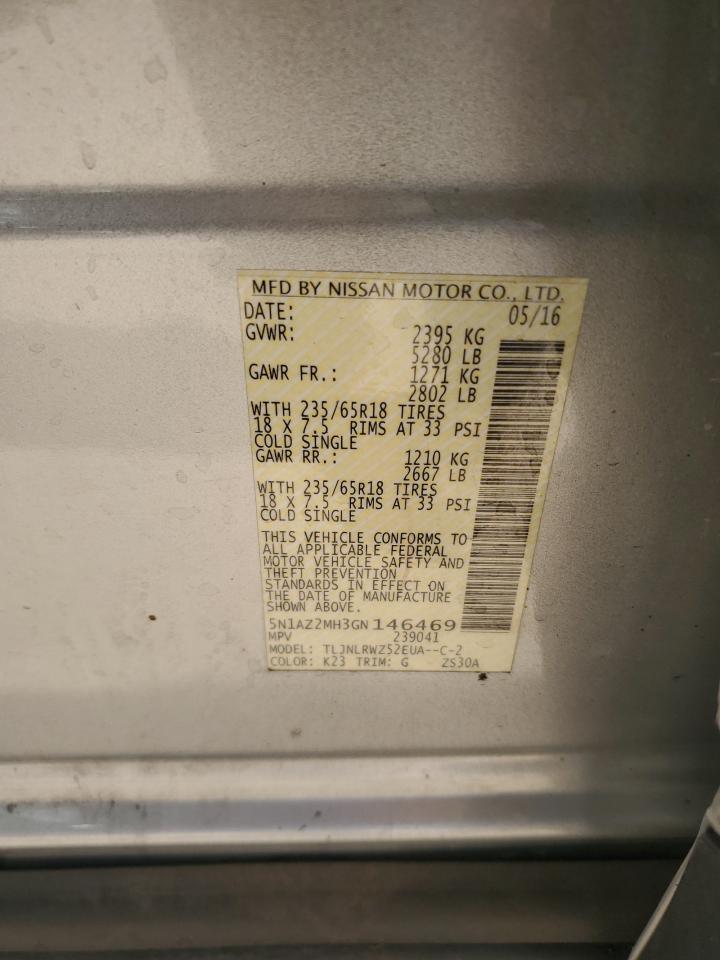 MFD BY NISSAN MOTOR CO., LTD.
DATE: 05/16
GVWR: 2395 KG
5280 LB
GAWR FR.: 1271 KG
2802 LB
WITH 235/65R18 TIRES
18 X 7.5 RIMS AT 33 PSI
COLD SINGLE
GAWR RR.: 1210 KG
2667 LB
WITH 235/65R18 TIRES
18 X 7.5 RIMS AT 33 PSI
COLD SINGLE
THIS VEHICLE CONFORMS TO
ALL APPLICABLE FEDERAL
MOTOR VEHICLE SAFETY AND
THEFT PREVENTION
STANDARDS IN EFFECT ON
THE DATE OF MANUFACTURE
SHOWN ABOVE.
5N1AZ2MH3GN146469
MPV 239041
MODEL: TLJNLRWZ52EUA--C-2
COLOR: K23 TRIM: G ZS30A